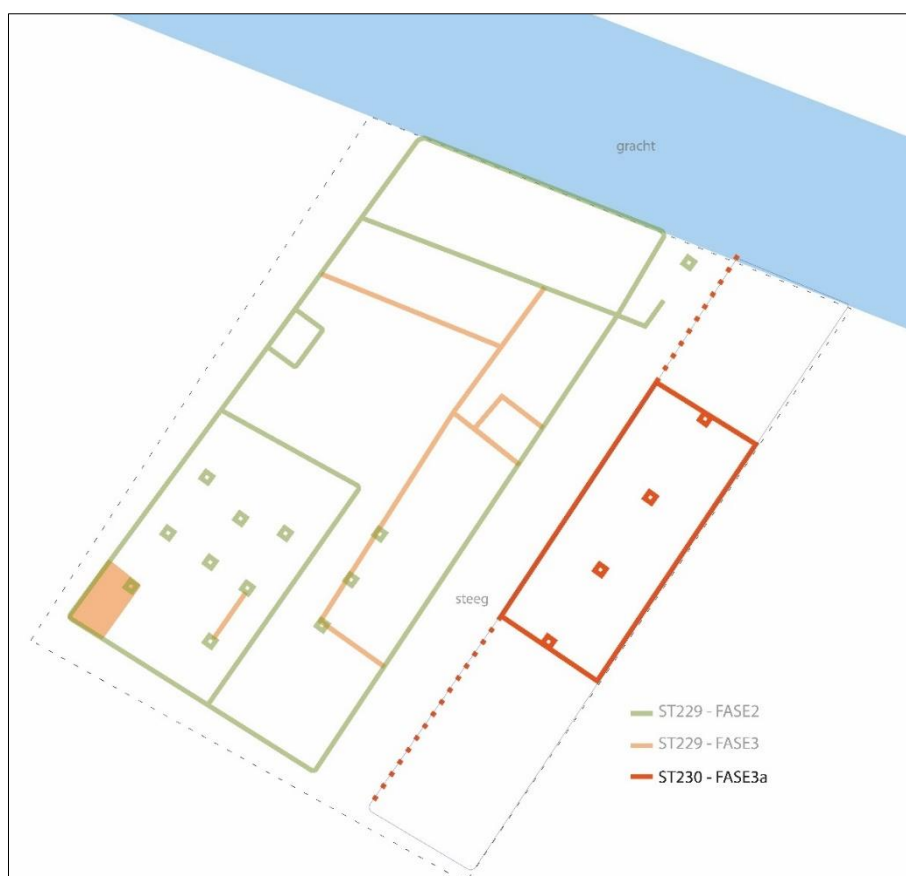 gracht
steeg
ST229 - FASE2
ST229 - FASE3
ST230 - FASE3a